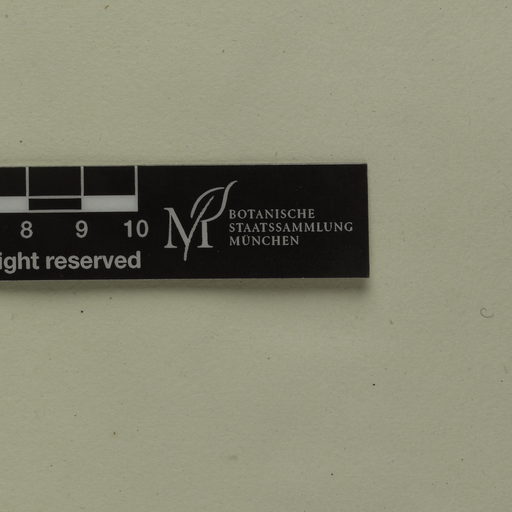 8 9 10
ight reserved
BOTANISCHE
STAATSSAMMLUNG
MÜNCHEN